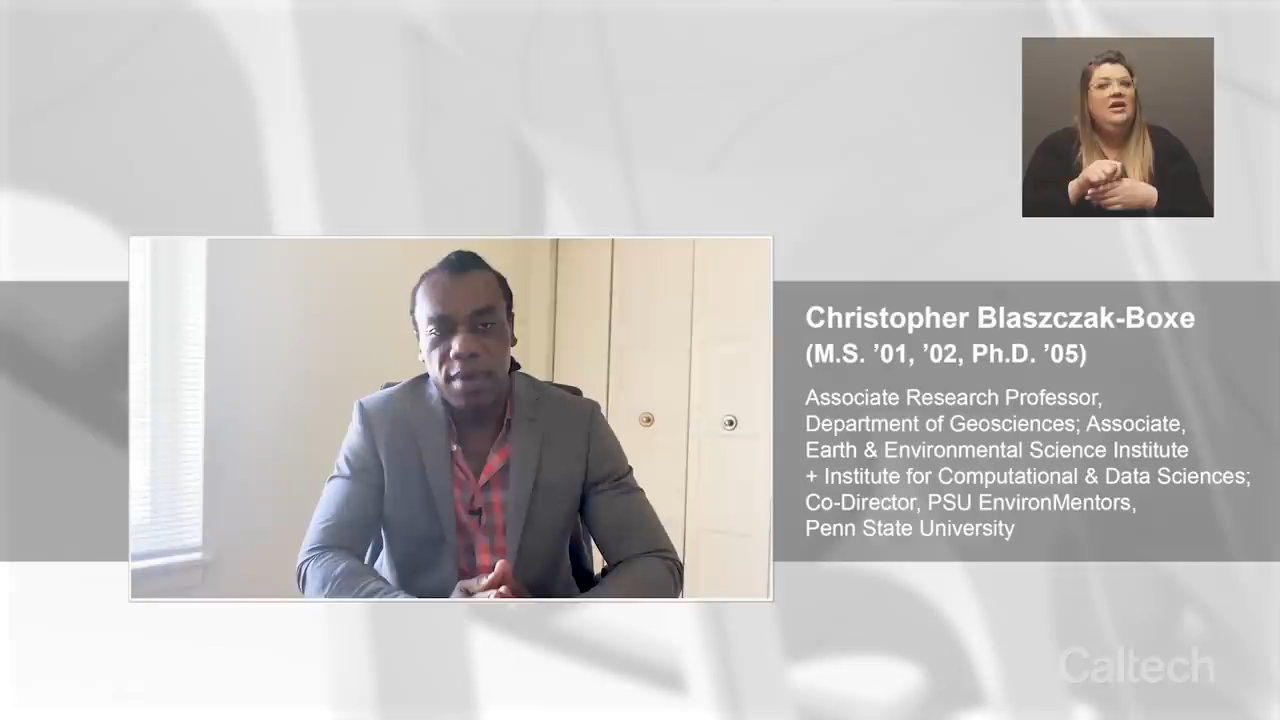 Christopher Blaszczak-Boxe
(M.S. ’01, ’02, Ph.D. ’05)
Associate Research Professor,
Department of Geosciences; Associate,
Earth & Environmental Science Institute
+ Institute for Computational & Data Sciences;
Co-Director, PSU EnvironMentors,
Penn State University
Caltech